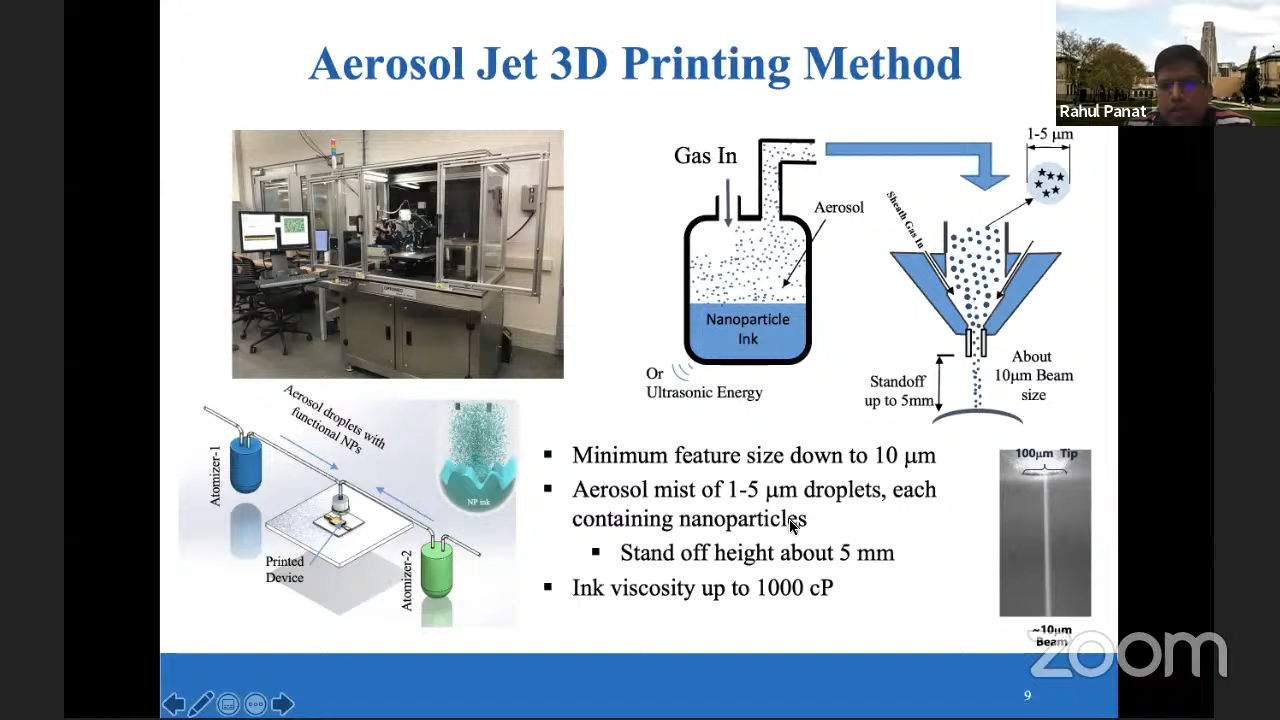 Aerosol Jet 3D Printing Method
Rahul Panat
Gas In
Aerosol
Nanoparticle
Ink
Or
Ultrasonic Energy
1-5 µm
Sheath Gas In
Standoff
up to 5mm
About
10µm Beam
size
Aerosol droplets with
functional NPs
Atomizer-1
NP ink
Printed
Device
Atomizer-2
▪ Minimum feature size down to 10 µm
▪ Aerosol mist of 1-5 µm droplets, each
containing nanoparticles
▪ Stand off height about 5 mm
▪ Ink viscosity up to 1000 cP
100µm Tip
~10µm
Beam
zoom
9